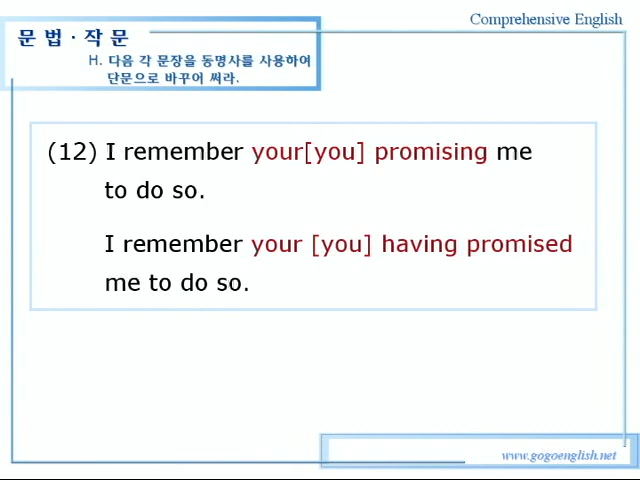 Comprehensive English
문 법 · 작 문
H. 다음 각 문장을 동명사를 사용하여
단문으로 바꾸어 써라.
(12) I remember your[you] promising me
to do so.
I remember your [you] having promised
me to do so.
www.gogoenglish.net